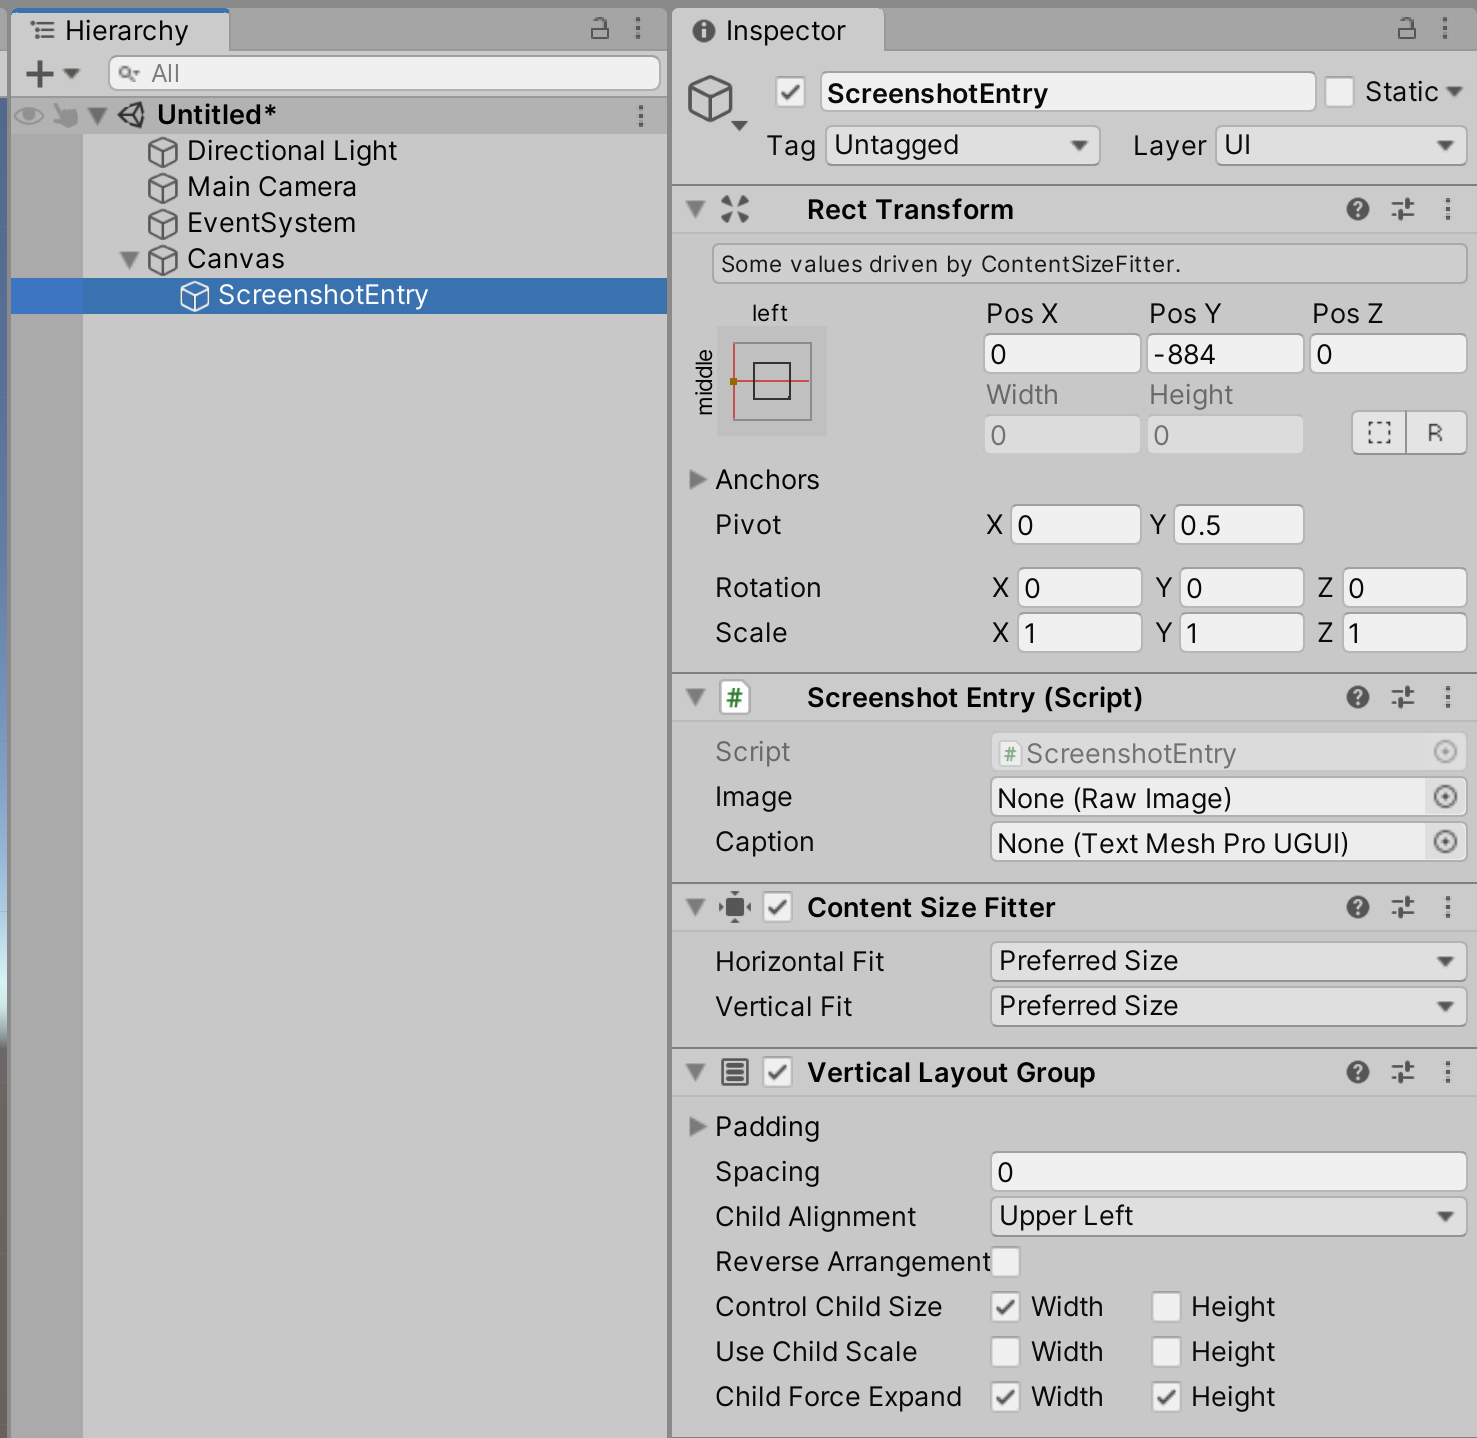 Hierarchy
All
Untitled*
Directional Light
Main Camera
EventSystem
Canvas
ScreenshotEntry
Inspector
ScreenshotEntry
Static
Tag Untagged Layer UI
Rect Transform
Some values driven by ContentSizeFitter.
left
middle
Pos X Pos Y Pos Z
0 -884 0
Width Height
0 0
R
Anchors
Pivot X 0 Y 0.5
Rotation X 0 Y 0 Z 0
Scale X 1 Y 1 Z 1
# Screenshot Entry (Script)
Script # ScreenshotEntry
Image None (Raw Image)
Caption None (Text Mesh Pro UGUI)
Content Size Fitter
Horizontal Fit Preferred Size
Vertical Fit Preferred Size
Vertical Layout Group
Padding
Spacing 0
Child Alignment Upper Left
Reverse Arrangement
Control Child Size Width Height
Use Child Scale Width Height
Child Force Expand Width Height